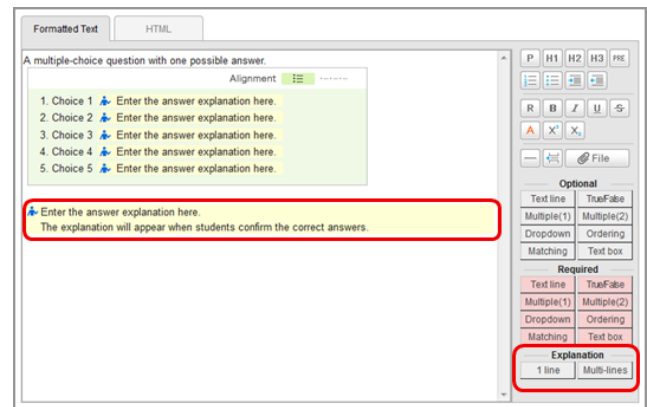 Formatted Text HTML
A multiple-choice question with one possible answer.
Alignment
1. Choice 1 Enter the answer explanation here.
2. Choice 2 Enter the answer explanation here.
3. Choice 3 Enter the answer explanation here.
4. Choice 4 Enter the answer explanation here.
5. Choice 5 Enter the answer explanation here.
Enter the answer explanation here.
The explanation will appear when students confirm the correct answers.
P H1 H2 H3 PRE
R B I U S
A X² X₂
File
Optional
Text line True/False
Multiple(1) Multiple(2)
Dropdown Ordering
Matching Text box
Required
Text line True/False
Multiple(1) Multiple(2)
Dropdown Ordering
Matching Text box
Explanation
1 line Multi-lines